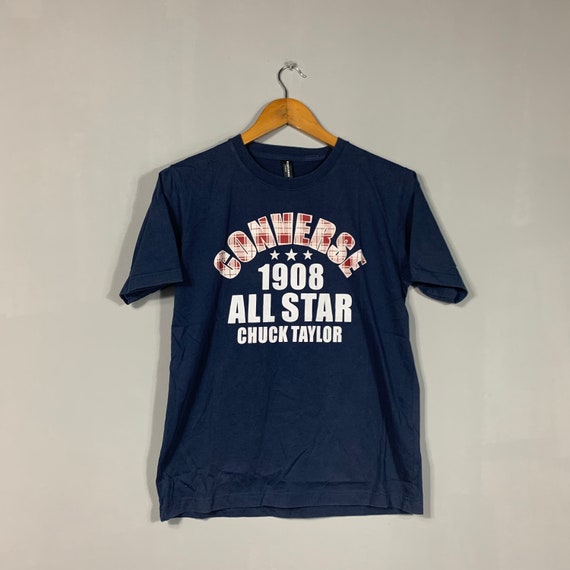 CONVERSE
1908
ALL STAR
CHUCK TAYLOR